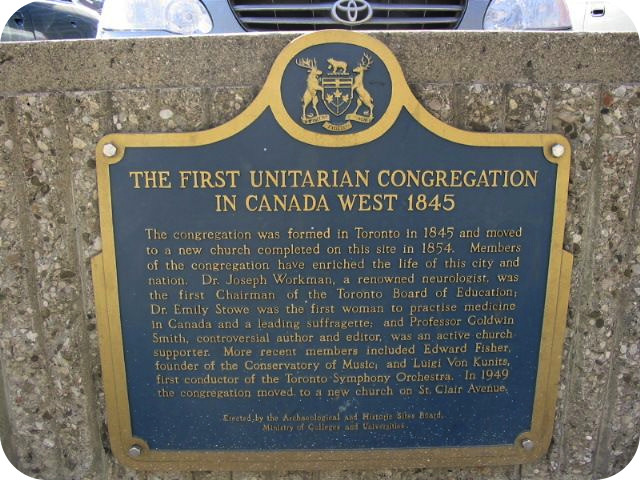 THE FIRST UNITARIAN CONGREGATION
IN CANADA WEST 1845
The congregation was formed in Toronto in 1845 and moved
to a new church completed on this site in 1854. Members
of the congregation have enriched the life of this city and
nation. Dr. Joseph Workman, a renowned neurologist, was
the first Chairman of the Toronto Board of Education;
Dr. Emily Stowe was the first woman to practise medicine
in Canada and a leading suffragette; and Professor Goldwin
Smith, controversial author and editor, was an active church
supporter. More recent members included Edward Fisher,
founder of the Conservatory of Music; and Luigi Von Kunits,
first conductor of the Toronto Symphony Orchestra. In 1949
the congregation moved to a new church on St. Clair Avenue.
Erected by the Archaeological and Historic Sites Board,
Ministry of Colleges and Universities.